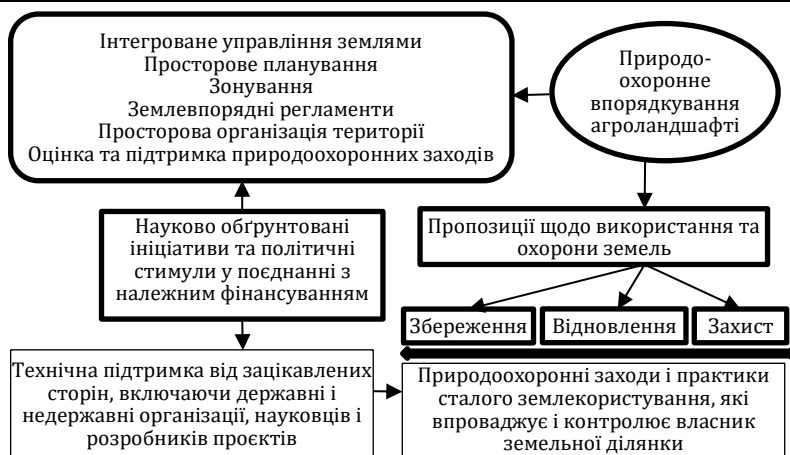 Інтегроване управління землями
Просторове планування
Зонування
Землевпорядні регламенти
Просторова організація території
Оцінка та підтримка природоохоронних заходів
Природо-
охоронне
впорядкування
агроландшафті
Науково обґрунтовані
ініціативи та політичні
стимули у поєднанні з
належним фінансуванням
Пропозиції щодо використання та
охорони земель
Збереження
Відновлення
Захист
Технічна підтримка від зацікавлених
сторін, включаючи державні і
недержавні організації, науковців і
розробників проєктів
Природоохоронні заходи і практики
сталого землекористування, які
впроваджує і контролює власник
земельної ділянки